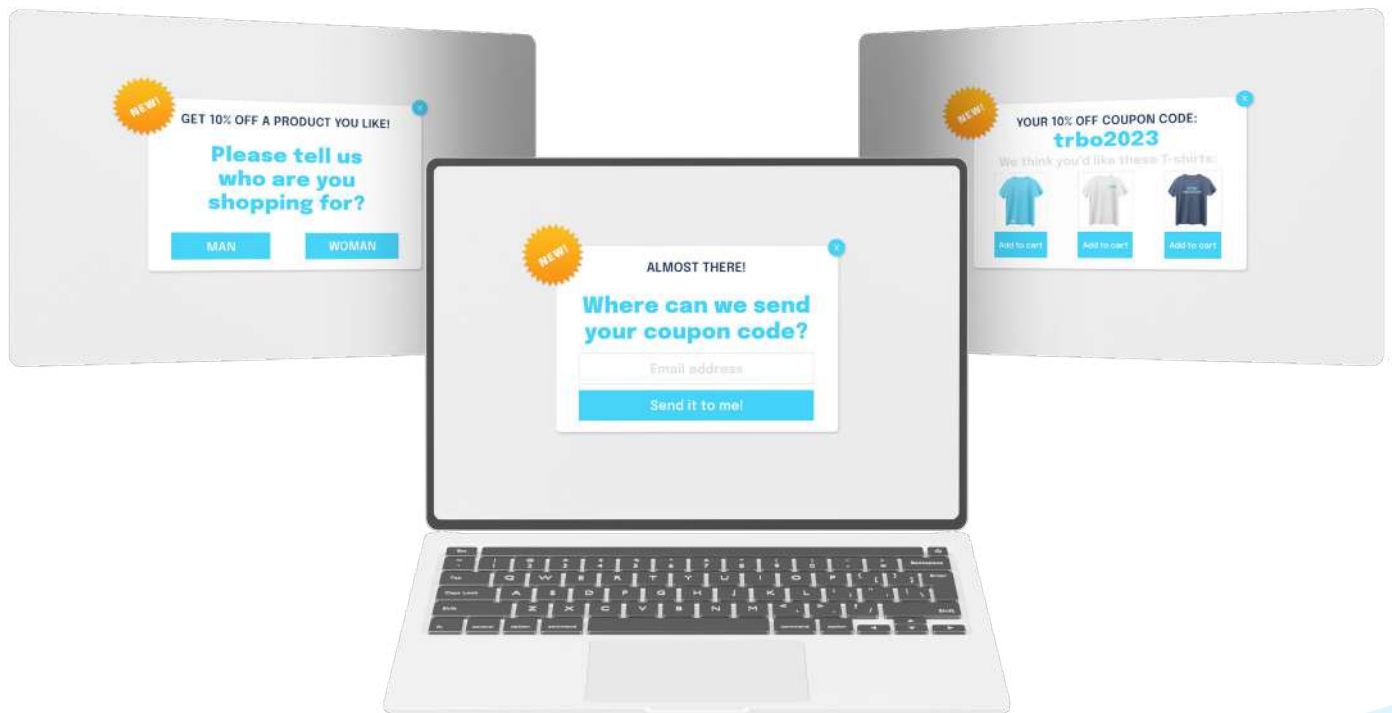 NEW!
X
GET 10% OFF A PRODUCT YOU LIKE!
Please tell us
who are you
shopping for?
MAN
WOMAN
NEW!
X
ALMOST THERE!
Where can we send
your coupon code?
Email address
Send it to me!
NEW!
X
YOUR 10% OFF COUPON CODE:
trbo2023
We think you'd like these T-shirts:
Add to cart
Add to cart
Add to cart